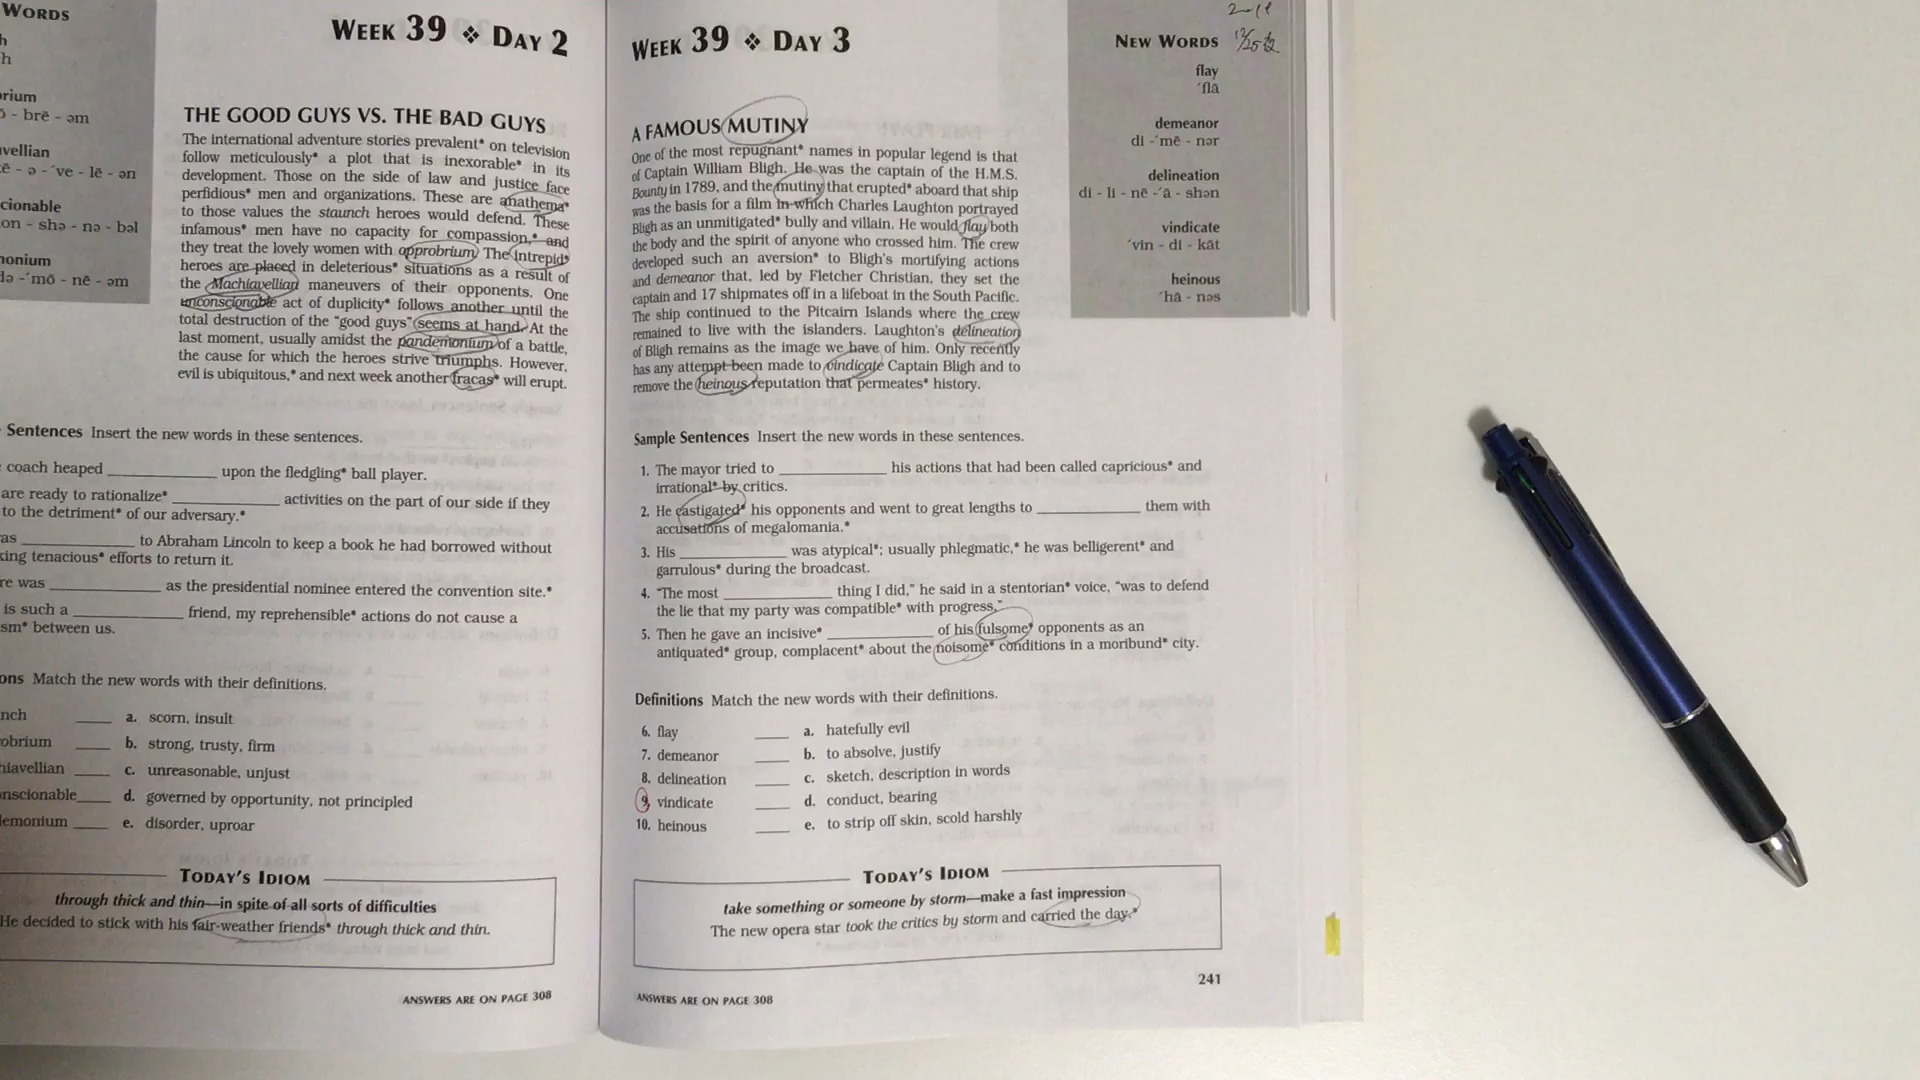 WORDS
h
h
rium
ō - brē - əm
vellian
ē - ə - ´ve - lē - ən
cionable
on - shə - nə - bəl
monium
də -´mō - nē - əm
WEEK 39 ❖ DAY 2
THE GOOD GUYS VS. THE BAD GUYS
The international adventure stories prevalent* on television
follow meticulously* a plot that is inexorable* in its
development. Those on the side of law and justice face
perfidious* men and organizations. These are anathema*
to those values the staunch heroes would defend. These
infamous* men have no capacity for compassion,* and
they treat the lovely women with opprobrium. The intrepid*
heroes are placed in deleterious* situations as a result of
the Machiavellian maneuvers of their opponents. One
unconscionable act of duplicity* follows another until the
total destruction of the "good guys" seems at hand. At the
last moment, usually amidst the pandemonium of a battle,
the cause for which the heroes strive triumphs. However,
evil is ubiquitous,* and next week another fracas* will erupt.
Sentences Insert the new words in these sentences.
coach heaped ____________ upon the fledgling* ball player.
are ready to rationalize* ____________ activities on the part of our side if they
to the detriment* of our adversary.*
as ____________ to Abraham Lincoln to keep a book he had borrowed without
king tenacious* efforts to return it.
re was ____________ as the presidential nominee entered the convention site.*
is such a ____________ friend, my reprehensible* actions do not cause a
sm* between us.
ons Match the new words with their definitions.
nch ____ a. scorn, insult
obrium ____ b. strong, trusty, firm
hiavellian ____ c. unreasonable, unjust
nscionable ____ d. governed by opportunity, not principled
emonium ____ e. disorder, uproar
TODAY'S IDIOM
through thick and thin—in spite of all sorts of difficulties
He decided to stick with his fair-weather friends* through thick and thin.
ANSWERS ARE ON PAGE 308
WEEK 39 ❖ DAY 3
A FAMOUS MUTINY
One of the most repugnant* names in popular legend is that
of Captain William Bligh. He was the captain of the H.M.S.
Bounty in 1789, and the mutiny that erupted* aboard that ship
was the basis for a film in which Charles Laughton portrayed
Bligh as an unmitigated* bully and villain. He would flay both
the body and the spirit of anyone who crossed him. The crew
developed such an aversion* to Bligh's mortifying actions
and demeanor that, led by Fletcher Christian, they set the
captain and 17 shipmates off in a lifeboat in the South Pacific.
The ship continued to the Pitcairn Islands where the crew
remained to live with the islanders. Laughton's delineation
of Bligh remains as the image we have of him. Only recently
has any attempt been made to vindicate Captain Bligh and to
remove the heinous reputation that permeates* history.
NEW WORDS
flay
´flā
demeanor
di -´mē - nər
delineation
di - li - nē -´ā - shən
vindicate
´vin - di - kāt
heinous
´hā - nəs
Sample Sentences Insert the new words in these sentences.
1. The mayor tried to ____________ his actions that had been called capricious* and
irrational* by critics.
2. He castigated* his opponents and went to great lengths to ____________ them with
accusations of megalomania.*
3. His ____________ was atypical*; usually phlegmatic,* he was belligerent* and
garrulous* during the broadcast.
4. "The most ____________ thing I did," he said in a stentorian* voice, "was to defend
the lie that my party was compatible* with progress."
5. Then he gave an incisive* ____________ of his fulsome* opponents as an
antiquated* group, complacent* about the noisome* conditions in a moribund* city.
Definitions Match the new words with their definitions.
6. flay ____ a. hatefully evil
7. demeanor ____ b. to absolve, justify
8. delineation ____ c. sketch, description in words
9. vindicate ____ d. conduct, bearing
10. heinous ____ e. to strip off skin, scold harshly
TODAY'S IDIOM
take something or someone by storm—make a fast impression
The new opera star took the critics by storm and carried the day.*
241
ANSWERS ARE ON PAGE 308